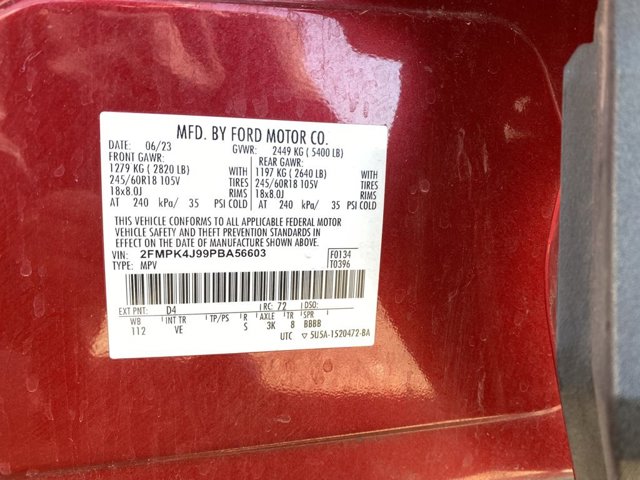 MFD. BY FORD MOTOR CO.
DATE: 06/23 GVWR: 2449 KG ( 5400 LB)
FRONT GAWR: REAR GAWR:
1279 KG ( 2820 LB) WITH 1197 KG ( 2640 LB) WITH
245/60R18 105V TIRES 245/60R18 105V TIRES
18x8.0J RIMS 18x8.0J RIMS
AT 240 kPa/ 35 PSI COLD AT 240 kPa/ 35 PSI COLD
THIS VEHICLE CONFORMS TO ALL APPLICABLE FEDERAL MOTOR
VEHICLE SAFETY AND THEFT PREVENTION STANDARDS IN
EFFECT ON THE DATE OF MANUFACTURE SHOWN ABOVE.
VIN: 2FMPK4J99PBA56603 F0134
TYPE: MPV T0396
EXT PNT: D4 RC: 72 DSO:
WB INT TR TP/PS R AXLE TR SPR
112 VE S 3K 8 BBBB
UTC 5U5A-1520472-BA